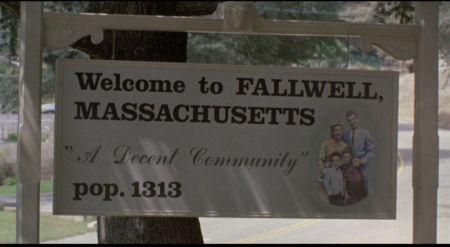 Welcome to FALLWELL,
MASSACHUSETTS
"A Decent Community"
pop. 1313